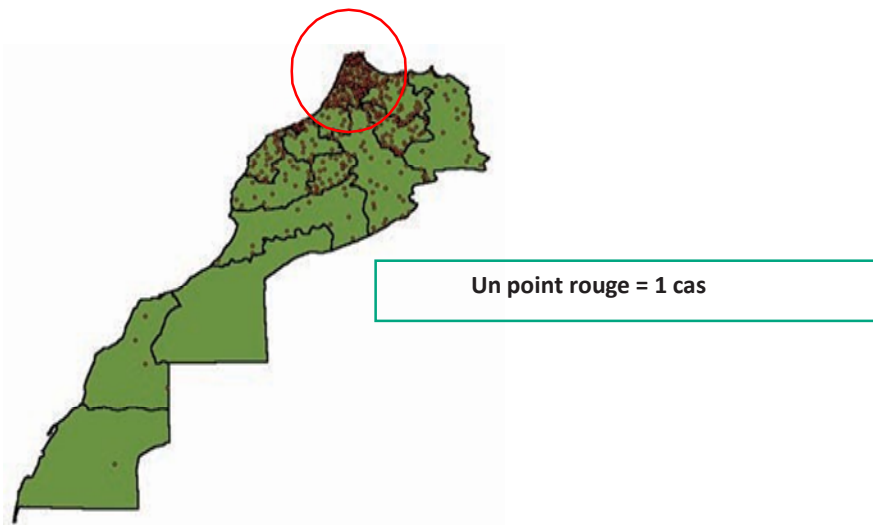 Un point rouge = 1 cas